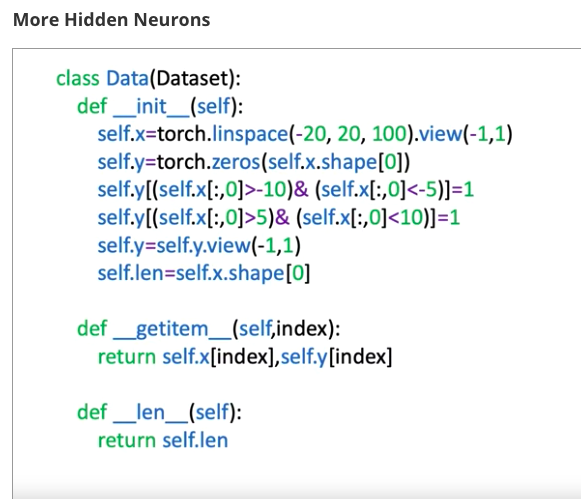 More Hidden Neurons
class Data(Dataset):
def __init__(self):
self.x=torch.linspace(-20, 20, 100).view(-1,1)
self.y=torch.zeros(self.x.shape[0])
self.y[(self.x[:,0]>-10)& (self.x[:,0]<-5)]=1
self.y[(self.x[:,0]>5)& (self.x[:,0]<10)]=1
self.y=self.y.view(-1,1)
self.len=self.x.shape[0]
def __getitem__(self,index):
return self.x[index],self.y[index]
def __len__(self):
return self.len